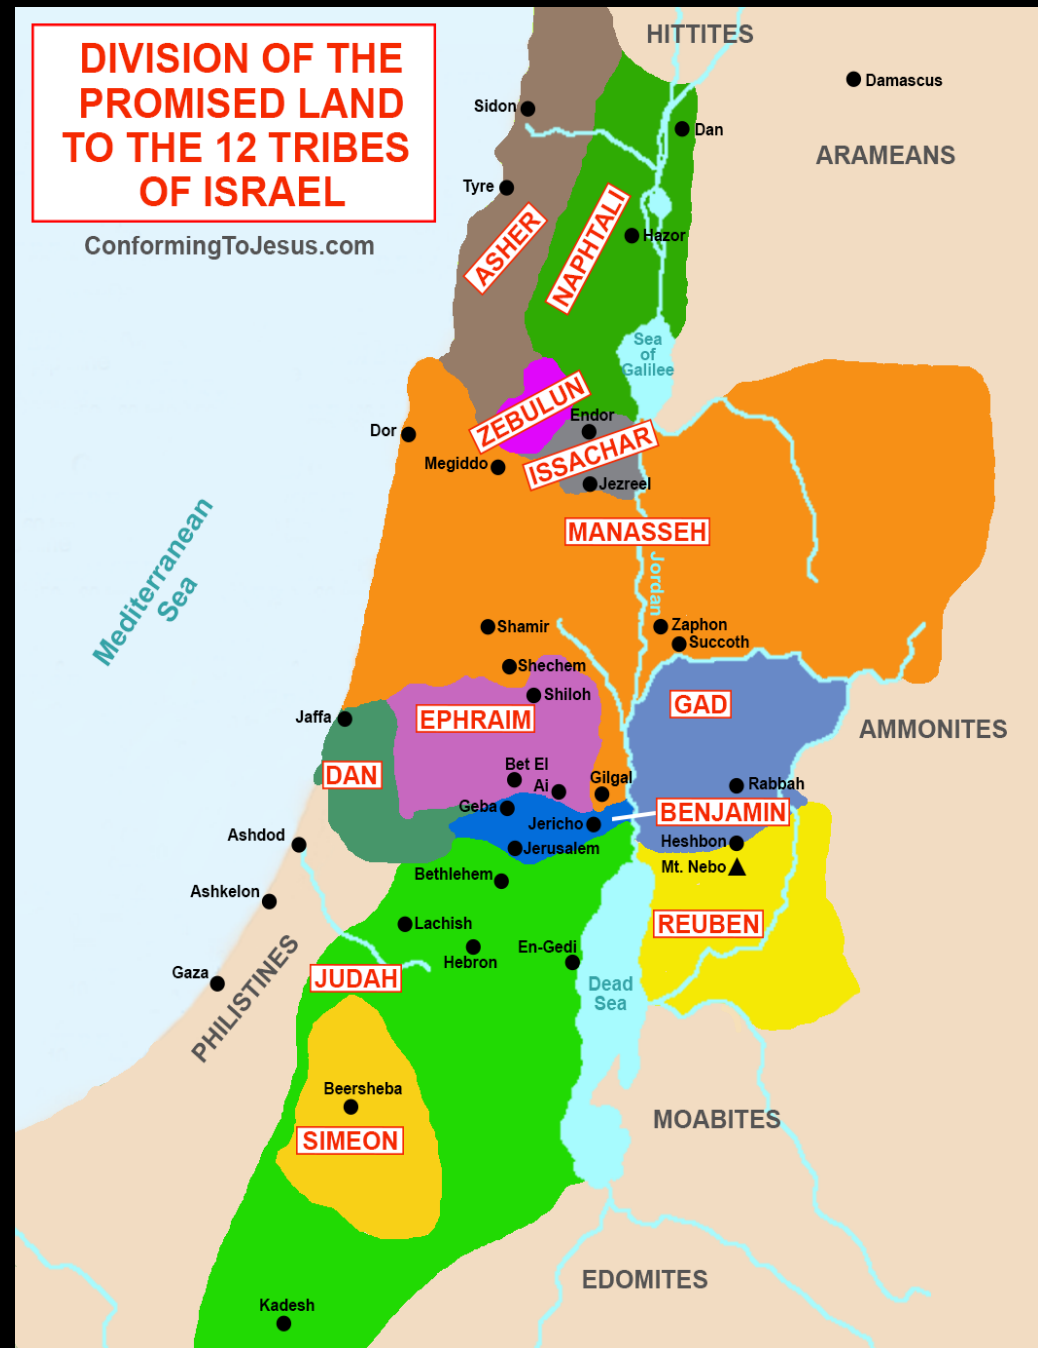 DIVISION OF THE
PROMISED LAND
TO THE 12 TRIBES
OF ISRAEL
ConformingToJesus.com
HITTITES
Damascus
Sidon
Dan
ARAMEANS
Tyre
ASHER
NAPHTALI
Hazor
Sea
of
Galilee
ZEBULUN
Endor
Dor
ISSACHAR
Megiddo
Jezreel
MANASSEH
Mediterranean
Sea
Jordan
Shamir
Zaphon
Succoth
Shechem
Shiloh
GAD
Jaffa
EPHRAIM
AMMONITES
DAN
Bet El
Ai
Gilgal
Rabbah
Geba
BENJAMIN
Jericho
Ashdod
Heshbon
Jerusalem
Mt. Nebo
Bethlehem
Ashkelon
Lachish
REUBEN
Hebron
En-Gedi
PHILISTINES
Gaza
JUDAH
Dead
Sea
Beersheba
MOABITES
SIMEON
EDOMITES
Kadesh